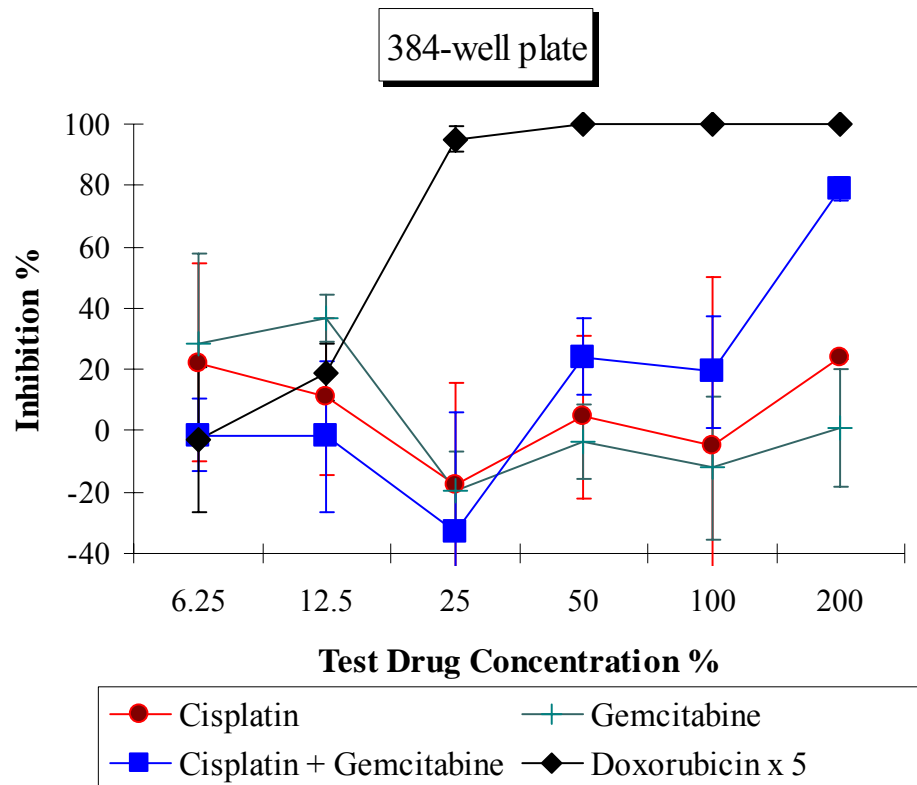 384-well plate
100
80
60
40
20
0
-20
-40
Inhibition %
6.25 12.5 25 50 100 200
Test Drug Concentration %
Cisplatin Gemcitabine
Cisplatin + Gemcitabine Doxorubicin x 5